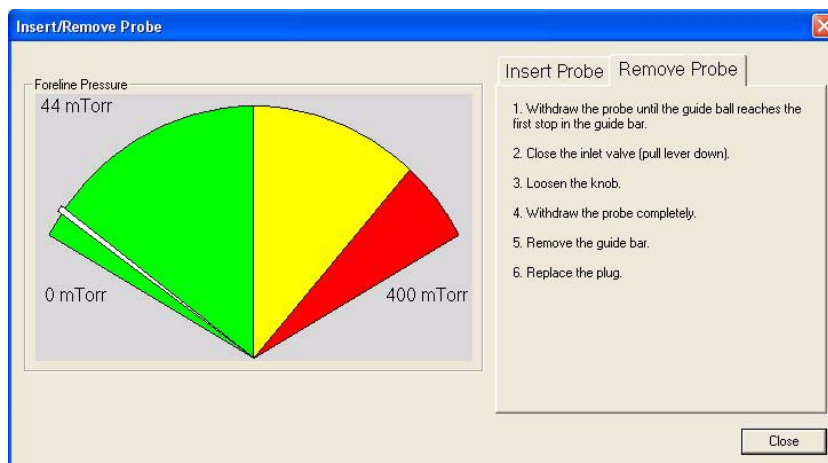 Insert/Remove Probe
Foreline Pressure
44 mTorr
0 mTorr
400 mTorr
Insert Probe
Remove Probe
1. Withdraw the probe until the guide ball reaches the
first stop in the guide bar.
2. Close the inlet valve (pull lever down).
3. Loosen the knob.
4. Withdraw the probe completely.
5. Remove the guide bar.
6. Replace the plug.
Close